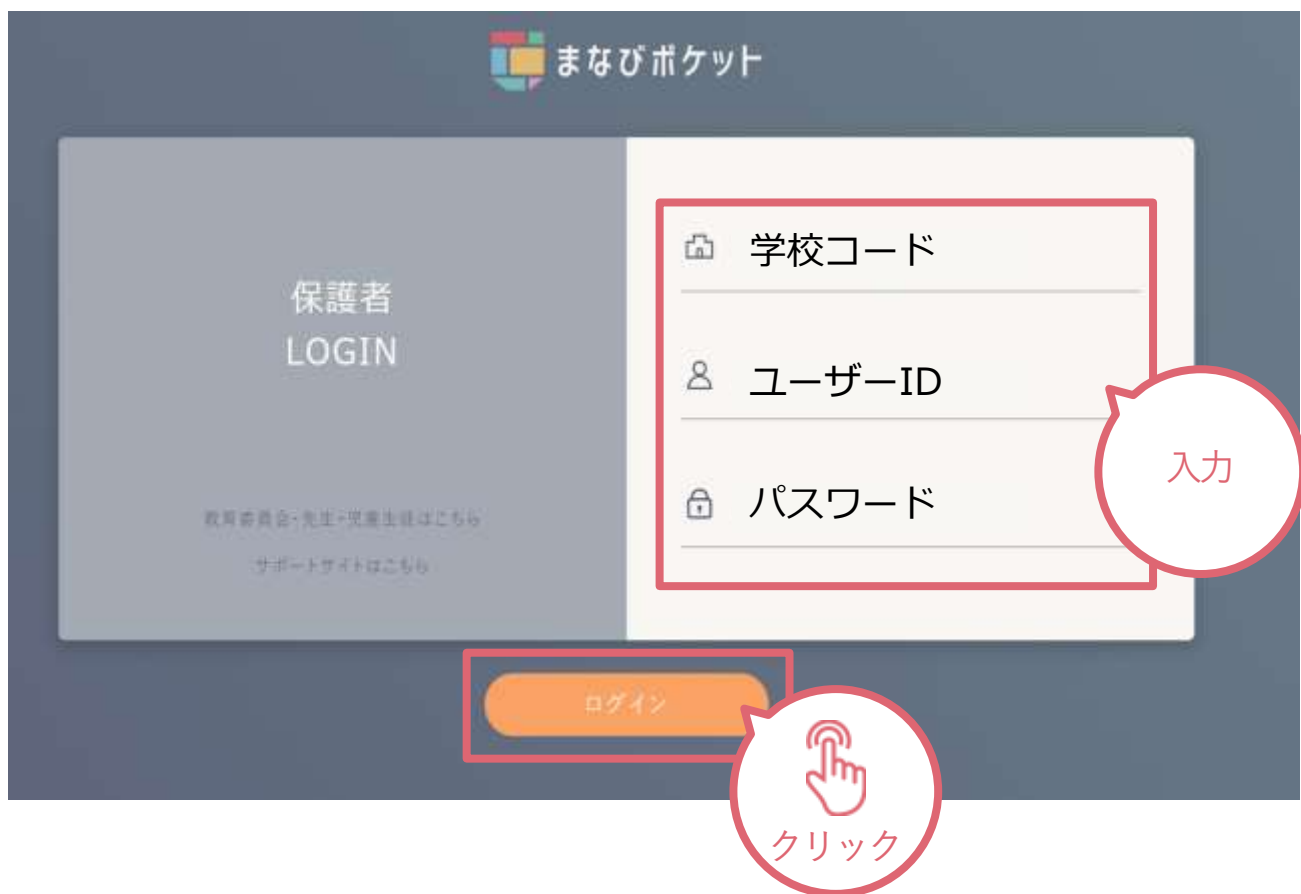 まなびポケット
保護者
LOGIN
教育委員会・先生・児童生徒はこちら
サポートサイトはこちら
学校コード
ユーザーID
パスワード
入力
ログイン
クリック